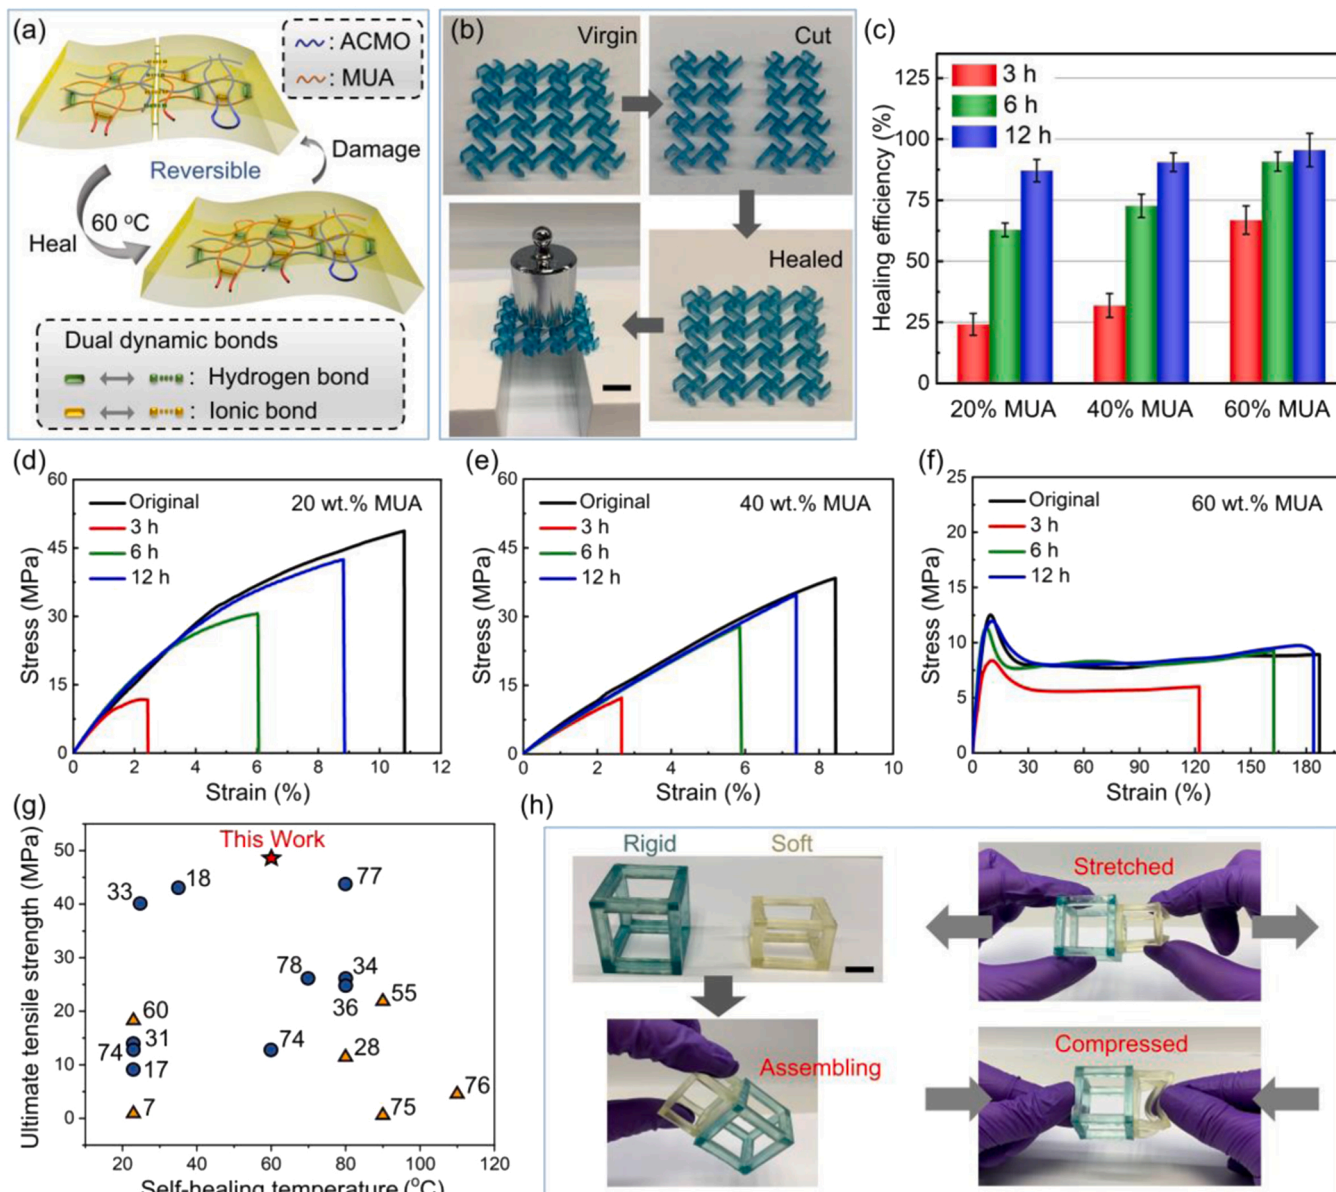 (a)
: ACMO
: MUA
Reversible
Damage
60 °C
Heal
Dual dynamic bonds
: Hydrogen bond
: Ionic bond
(b)
Virgin
Cut
Healed
(c)
Healing efficiency (%)
125
100
75
50
25
0
3 h
6 h
12 h
20% MUA
40% MUA
60% MUA
(d)
Stress (MPa)
60
45
30
15
0
Original
3 h
6 h
12 h
20 wt.% MUA
0 2 4 6 8 10 12
Strain (%)
(e)
Stress (MPa)
60
45
30
15
0
Original
3 h
6 h
12 h
40 wt.% MUA
0 2 4 6 8 10
Strain (%)
(f)
Stress (MPa)
25
20
15
10
5
0
Original
3 h
6 h
12 h
60 wt.% MUA
0 30 60 90 120 150 180
Strain (%)
(g)
Ultimate tensile strength (MPa)
50
40
30
20
10
0
This Work
33
18
77
78
34
36
55
60
31
74
17
74
28
76
7
75
20 40 60 80 100 120
Self-healing temperature (°C)
(h)
Rigid
Soft
Assembling
Stretched
Compressed